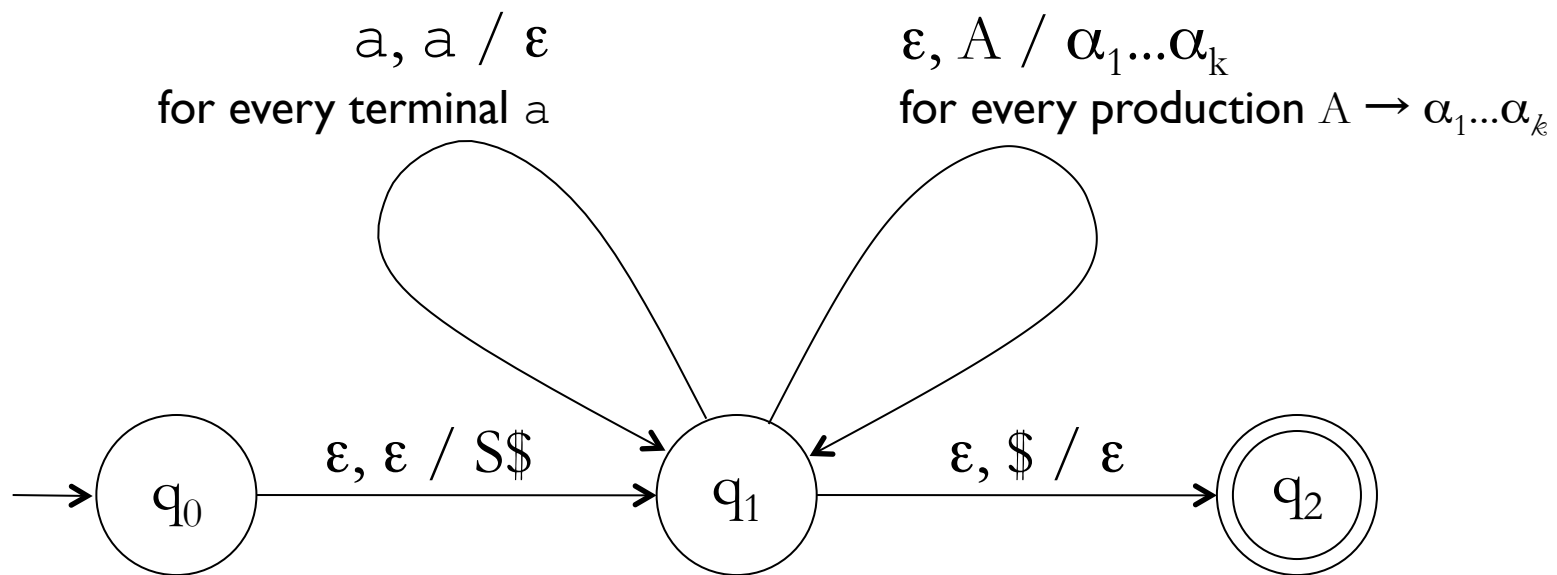 a, a / ε
ε, A / α₁...αₖ
for every terminal a
for every production A → α₁...αₖ
ε, ε / S$
ε, $ / ε
q₀
q₁
q₂